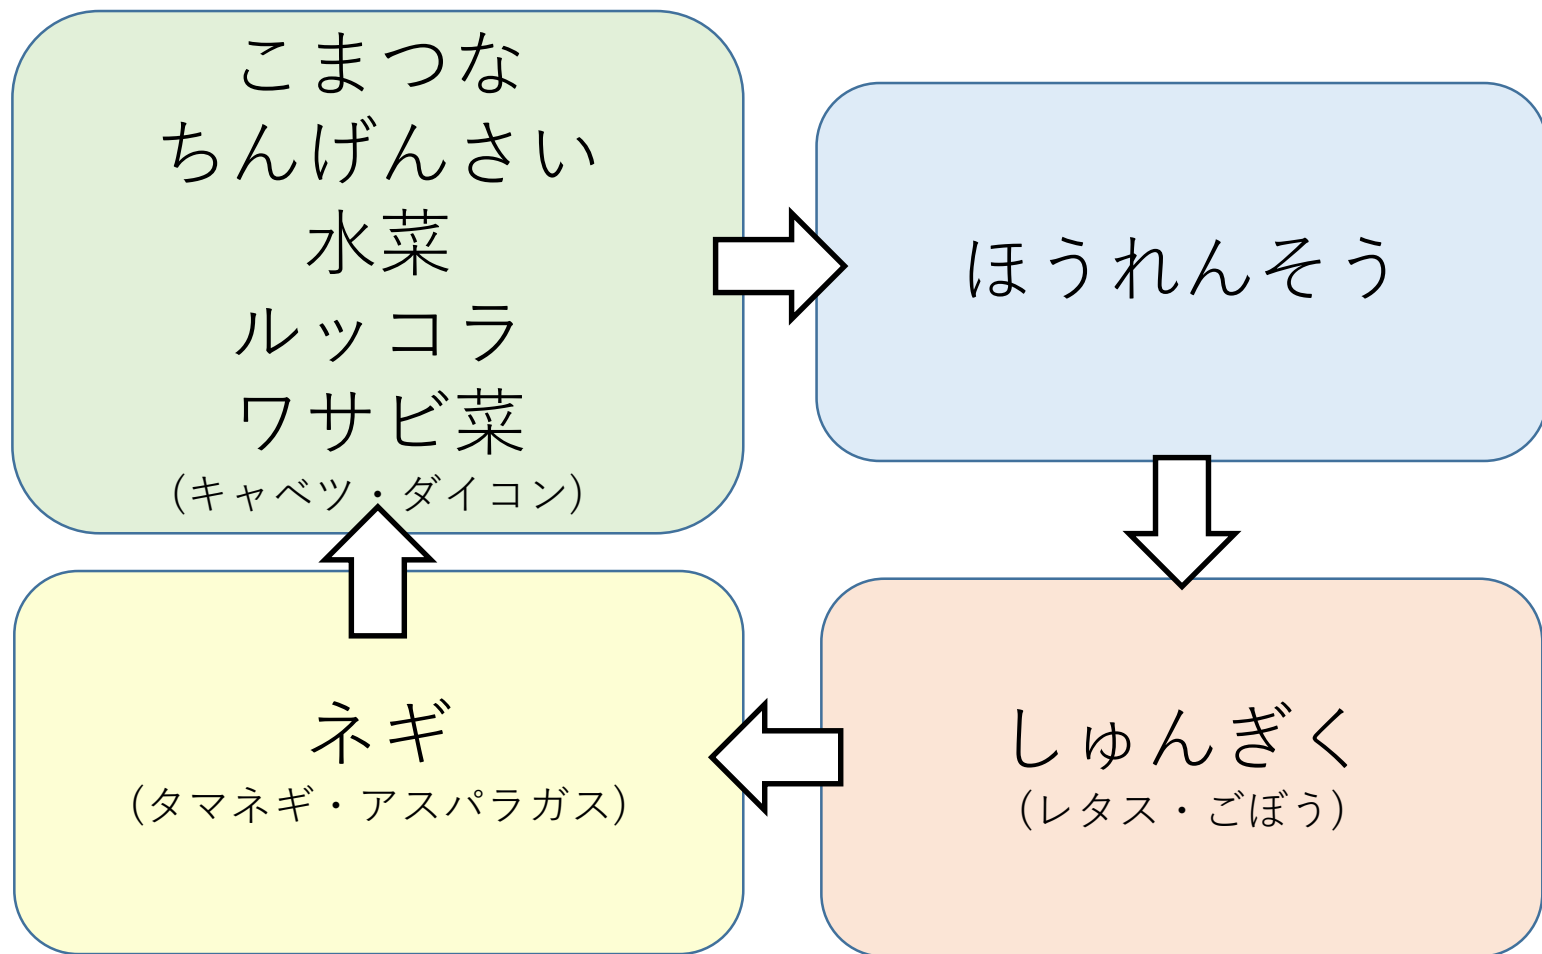 こまつな
ちんげんさい
水菜
ルッコラ
ワサビ菜
(キャベツ・ダイコン)
ほうれんそう
ネギ
(タマネギ・アスパラガス)
しゅんぎく
(レタス・ごぼう)